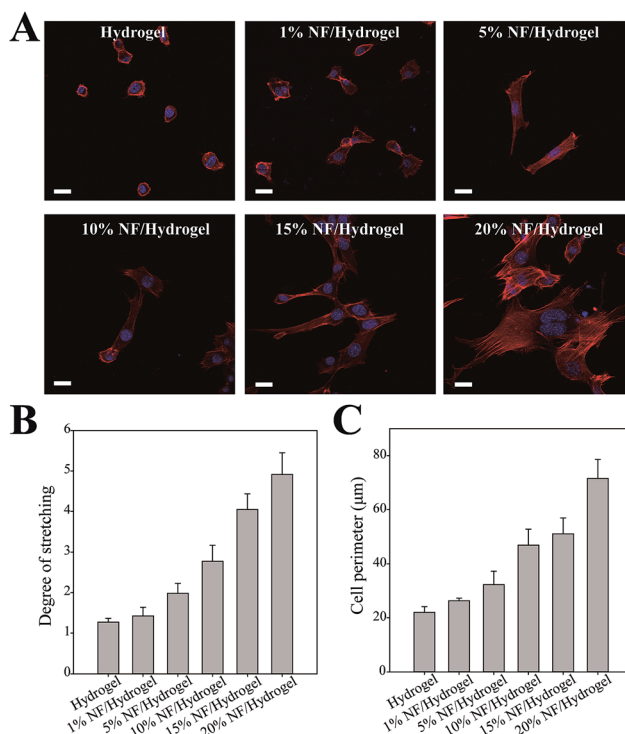 A
Hydrogel
1% NF/Hydrogel
5% NF/Hydrogel
10% NF/Hydrogel
15% NF/Hydrogel
20% NF/Hydrogel
B
Degree of stretching
6
5
4
3
2
1
0
Hydrogel
1% NF/Hydrogel
5% NF/Hydrogel
10% NF/Hydrogel
15% NF/Hydrogel
20% NF/Hydrogel
C
Cell perimeter (μm)
80
60
40
20
0
Hydrogel
1% NF/Hydrogel
5% NF/Hydrogel
10% NF/Hydrogel
15% NF/Hydrogel
20% NF/Hydrogel